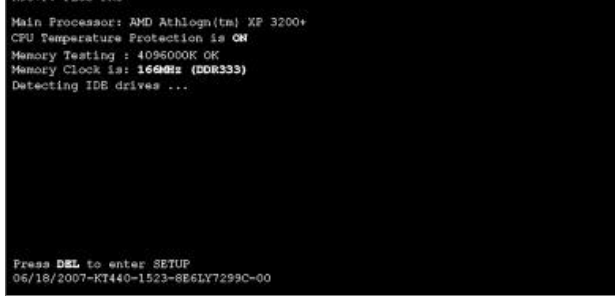 Main Processor: AMD Athlogn(tm) XP 3200+
CPU Temperature Protection is ON
Memory Testing : 4096000K OK
Memory Clock is: 166MHz (DDR333)
Detecting IDE drives ...
Press DEL to enter SETUP
06/18/2007-KT440-1523-8E6LY7299C-00